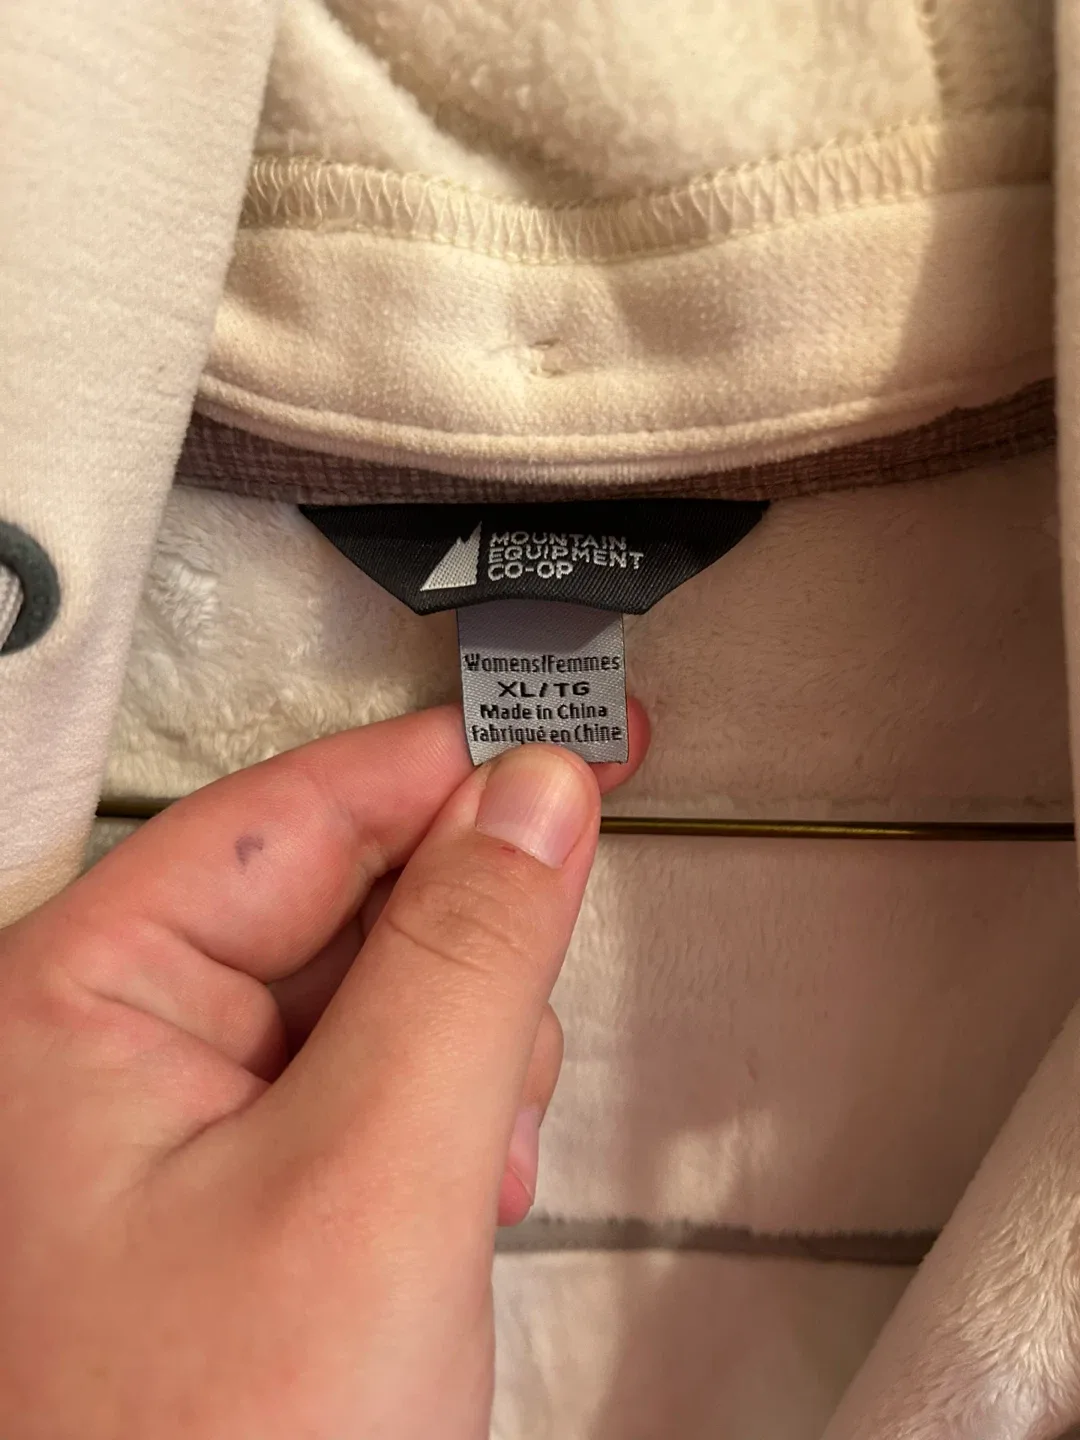 MOUNTAIN
EQUIPMENT
CO-OP
Womens/Femmes
XL/TG
Made in China
fabriqué en Chine